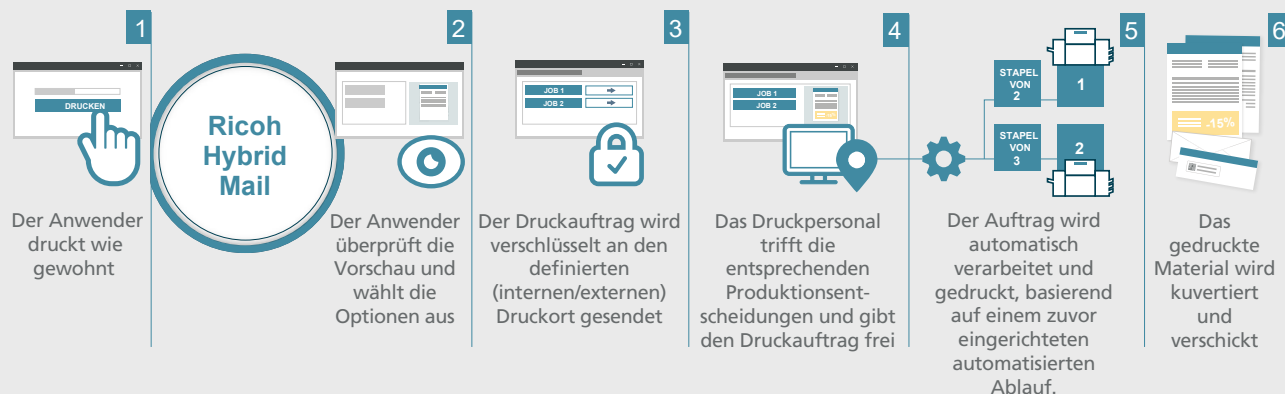 1
DRUCKEN
Der Anwender
druckt wie
gewohnt
Ricoh
Hybrid
Mail
2
Der Anwender
überprüft die
Vorschau und
wählt die
Optionen aus
3
JOB 1
JOB 2
Der Druckauftrag wird
verschlüsselt an den
definierten
(internen/externen)
Druckort gesendet
4
JOB 1
JOB 2
Das Druckpersonal
trifft die
entsprechenden
Produktionsent-
scheidungen und gibt
den Druckauftrag frei
5
STAPEL
VON
2
1
STAPEL
VON
3
2
Der Auftrag wird
automatisch
verarbeitet und
gedruckt, basierend
auf einem zuvor
eingerichteten
automatisierten
Ablauf.
6
-15%
Das
gedruckte
Material wird
kuvertiert
und
verschickt